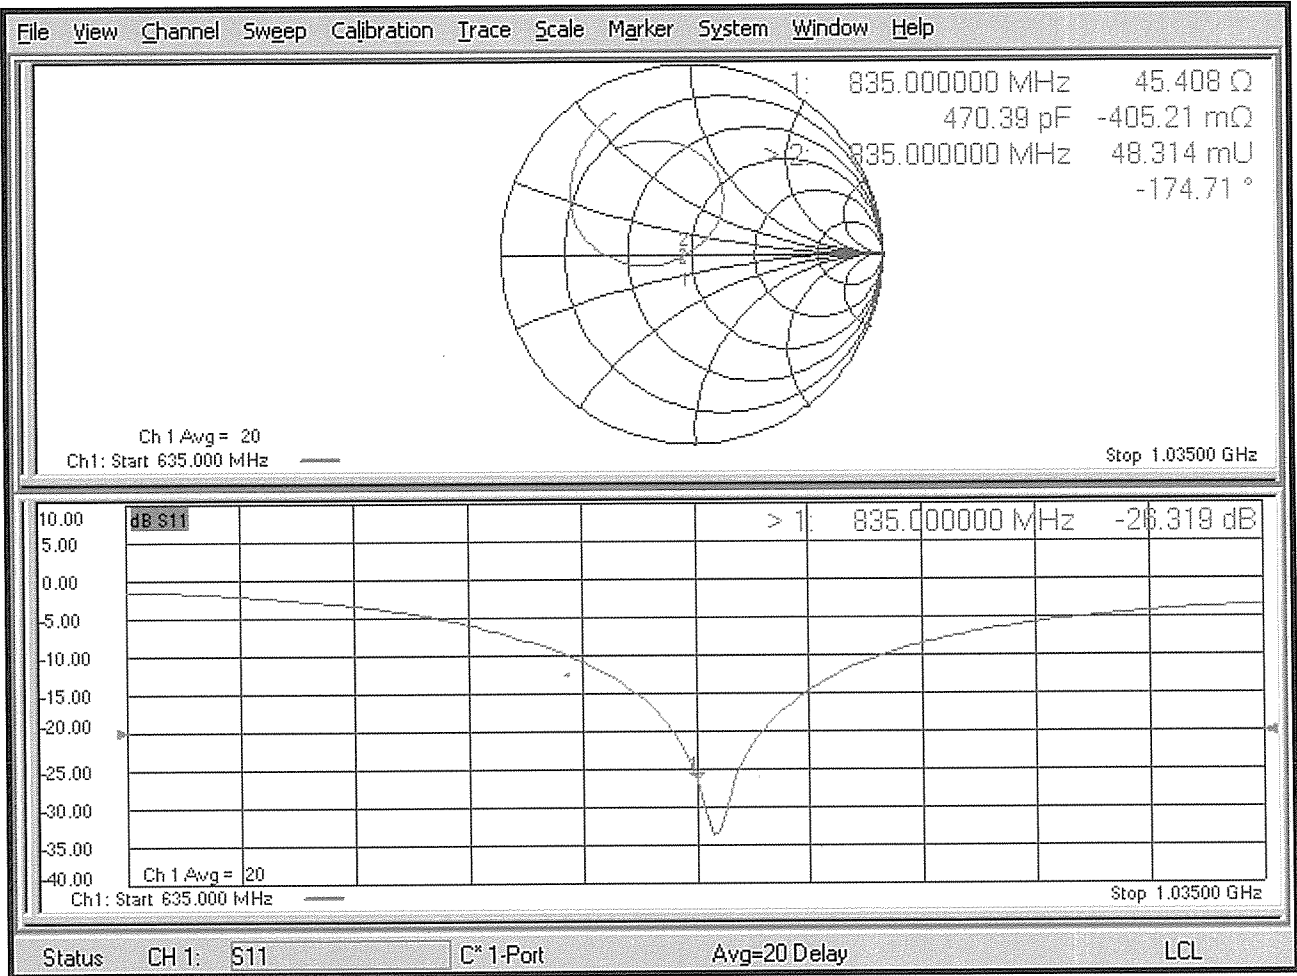 File View Channel Sweep Calibration Trace Scale Marker System Window Help
1: 835.000000 MHz 45.408 Ω
470.39 pF -405.21 mΩ
> 2: 835.000000 MHz 48.314 mU
-174.71 °
2
1
Ch 1 Avg = 20
Ch1: Start 635.000 MHz
Stop 1.03500 GHz
10.00
dB S11
> 1: 835.000000 MHz -26.319 dB
5.00
0.00
-5.00
-10.00
-15.00
-20.00
-25.00
-30.00
-35.00
-40.00
Ch 1 Avg = 20
Ch1: Start 635.000 MHz
Stop 1.03500 GHz
Status CH 1: S11 C* 1-Port Avg=20 Delay LCL